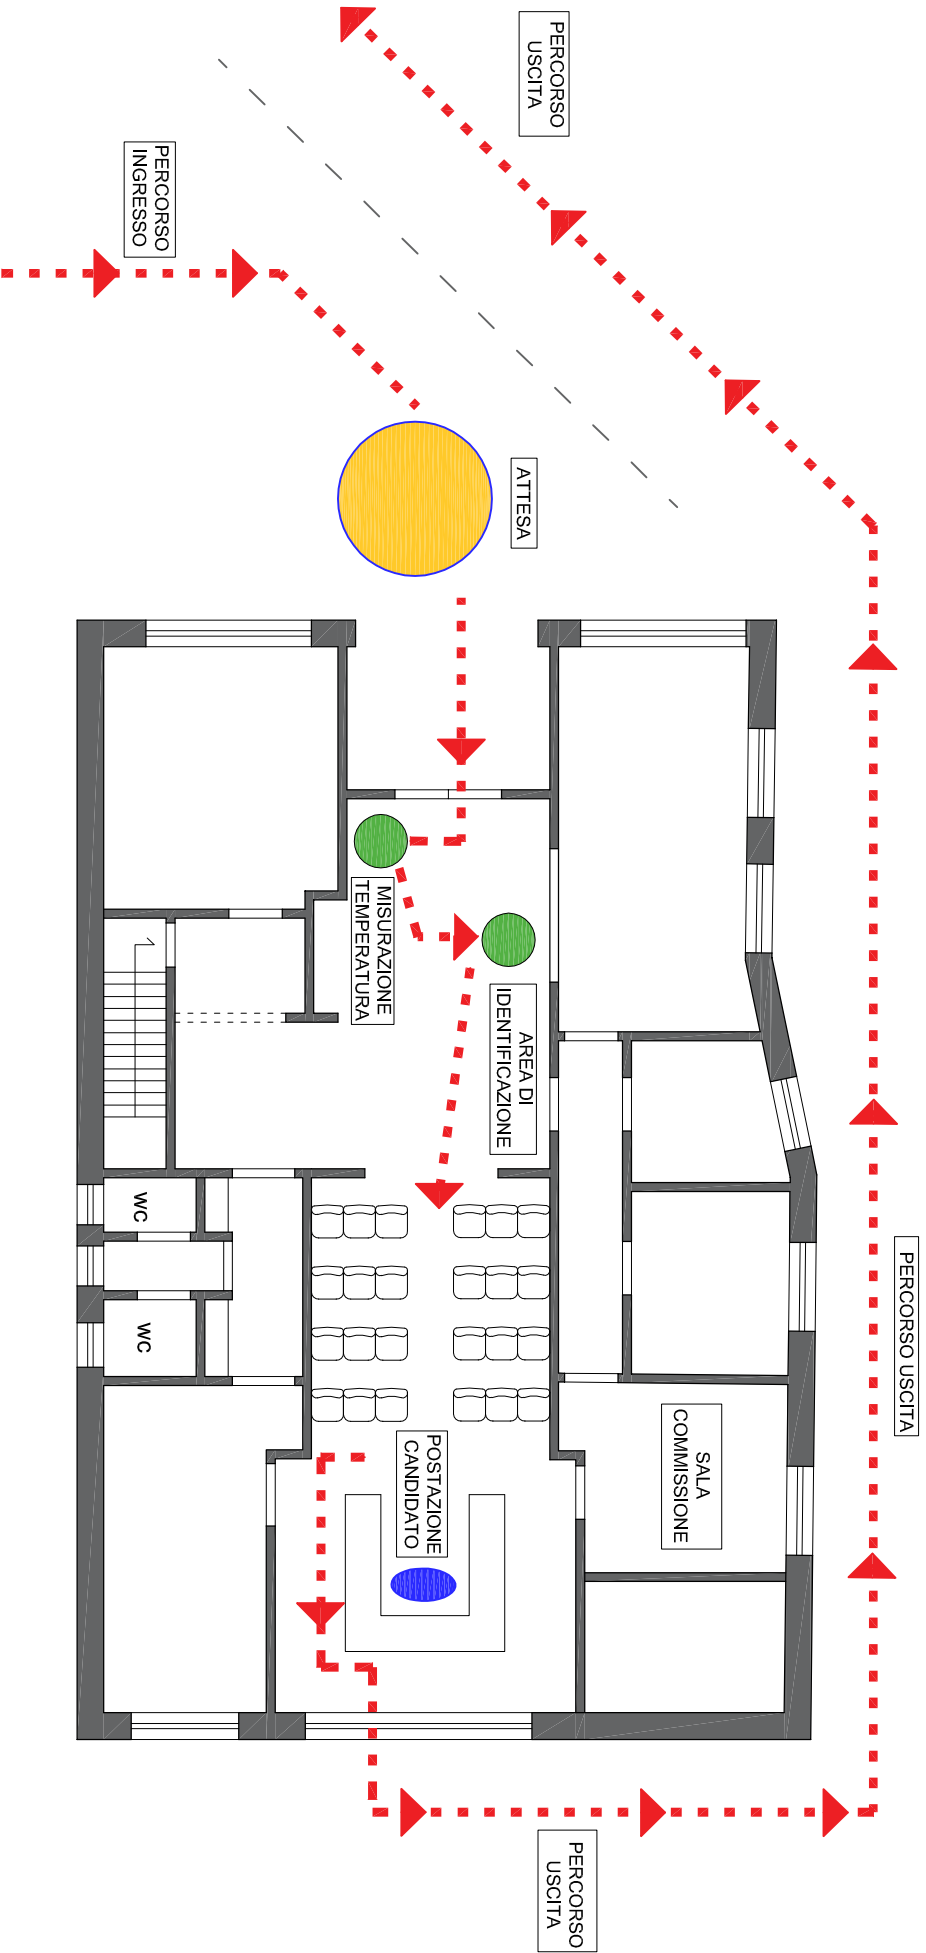 PERCORSO
USCITA
PERCORSO
INGRESSO
ATTESA
MISURAZIONE
TEMPERATURA
AREA DI
IDENTIFICAZIONE
WC
WC
PERCORSO USCITA
SALA
COMMISSIONE
POSTAZIONE
CANDIDATO
PERCORSO
USCITA